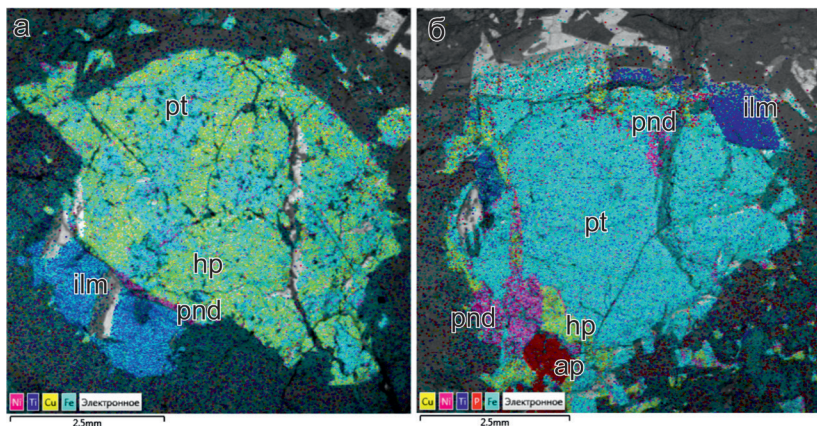 а
pt
hp
ilm
pnd
Ni Ti Cu Fe Электронное
2.5mm
б
ilm
pnd
pt
pnd
hp
ap
Cu Ni Ti P Fe Электронное
2.5mm